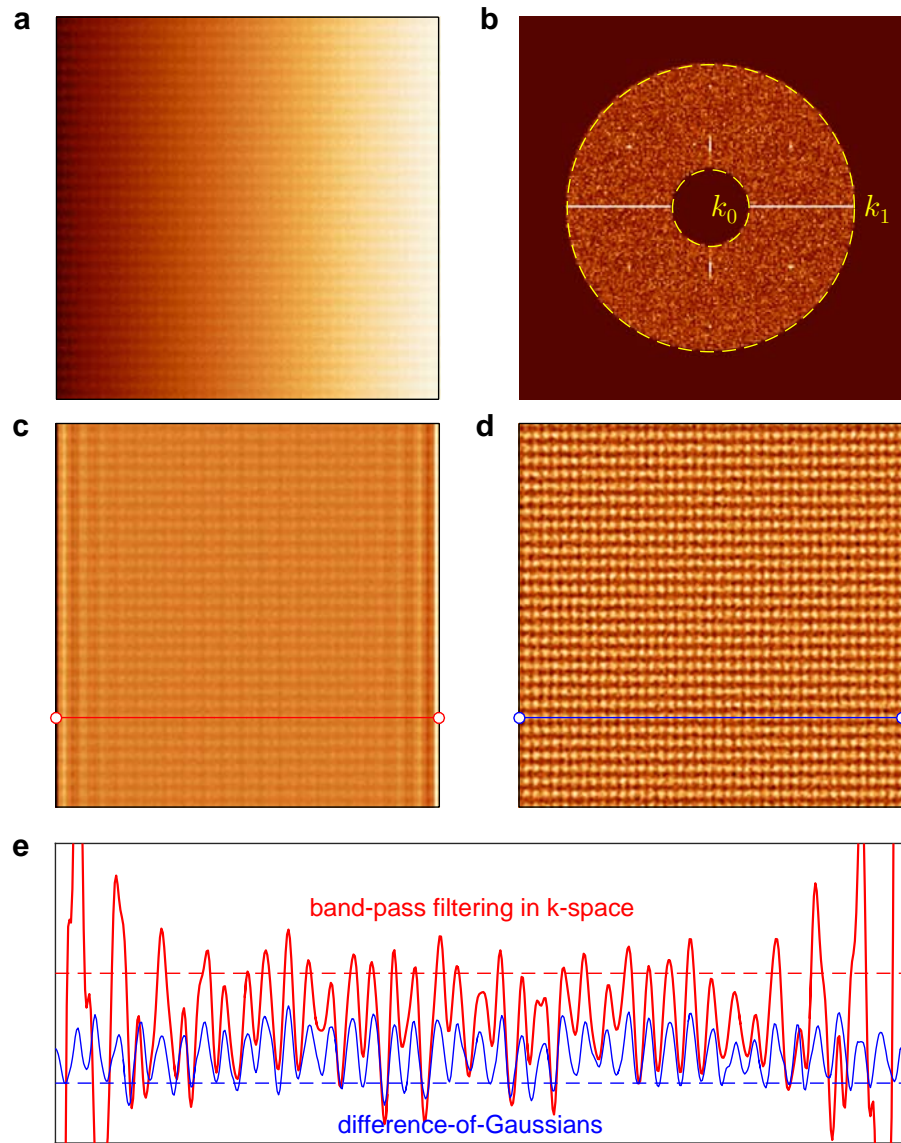 a
b
k₀
k₁
c
d
e
band-pass filtering in k-space
difference-of-Gaussians